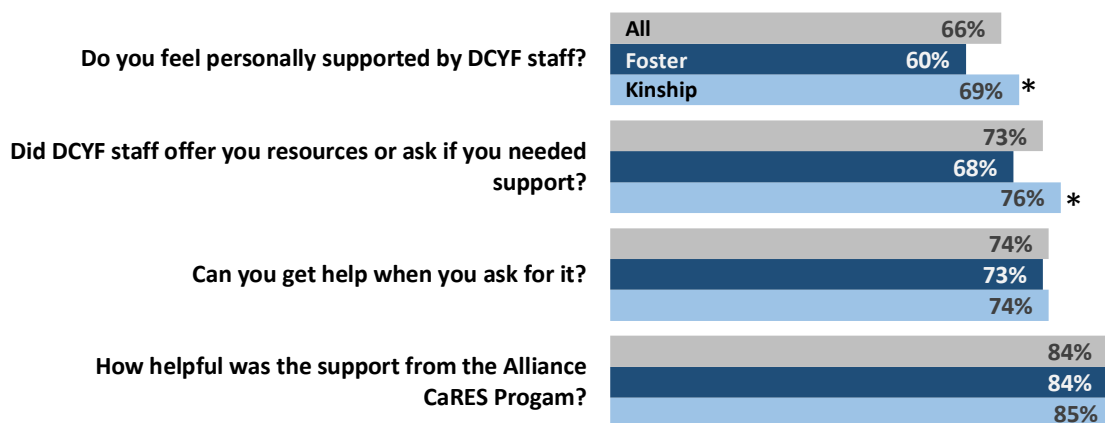 Do you feel personally supported by DCYF staff?
All 66%
Foster 60%
Kinship 69% *
Did DCYF staff offer you resources or ask if you needed
support?
73%
68%
76% *
Can you get help when you ask for it?
74%
73%
74%
How helpful was the support from the Alliance
CaRES Progam?
84%
84%
85%